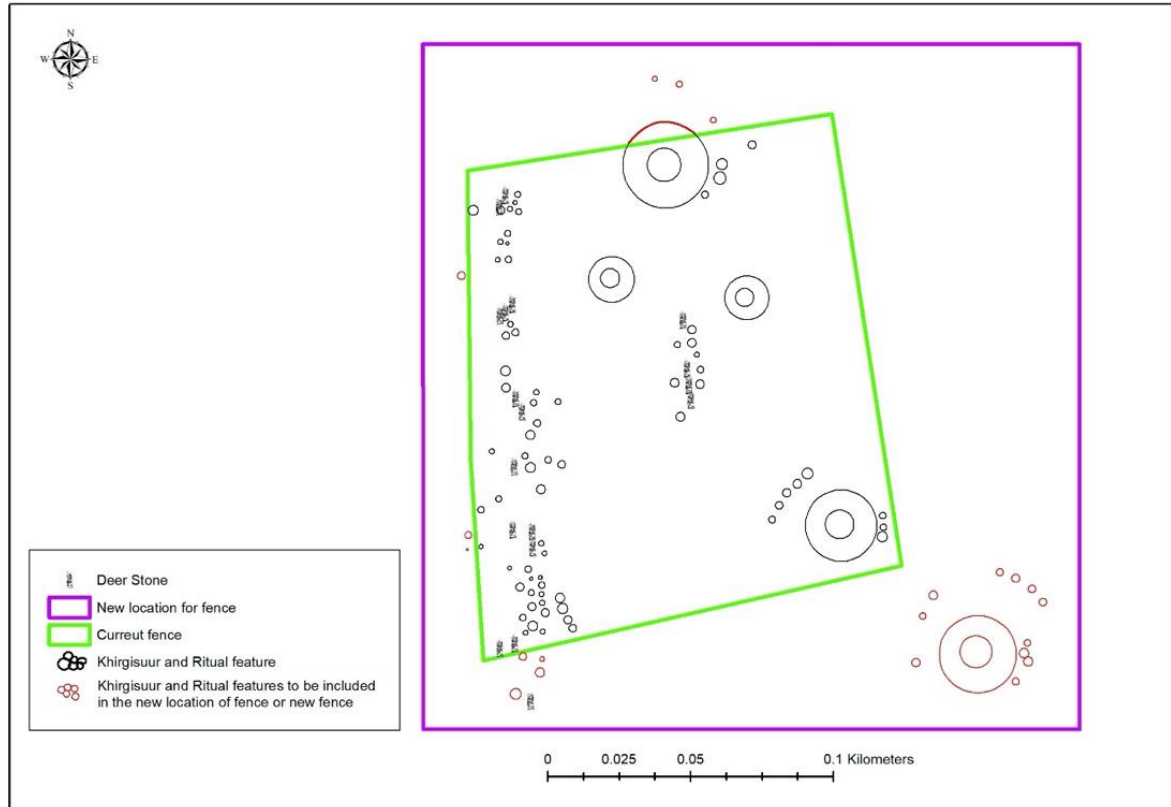 N
W E
S
Deer Stone
New location for fence
Curreut fence
Khirgisuur and Ritual feature
Khirgisuur and Ritual features to be included
in the new location of fence or new fence
0 0.025 0.05 0.1 Kilometers